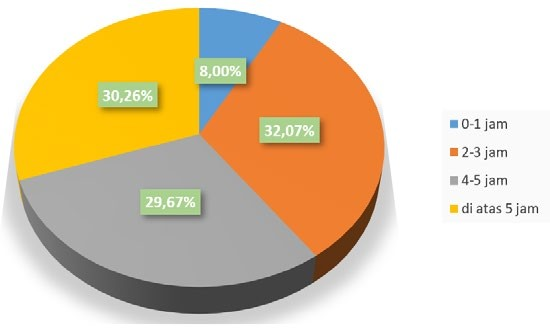 8,00%
32,07%
30,26%
29,67%
0-1 jam
2-3 jam
4-5 jam
di atas 5 jam